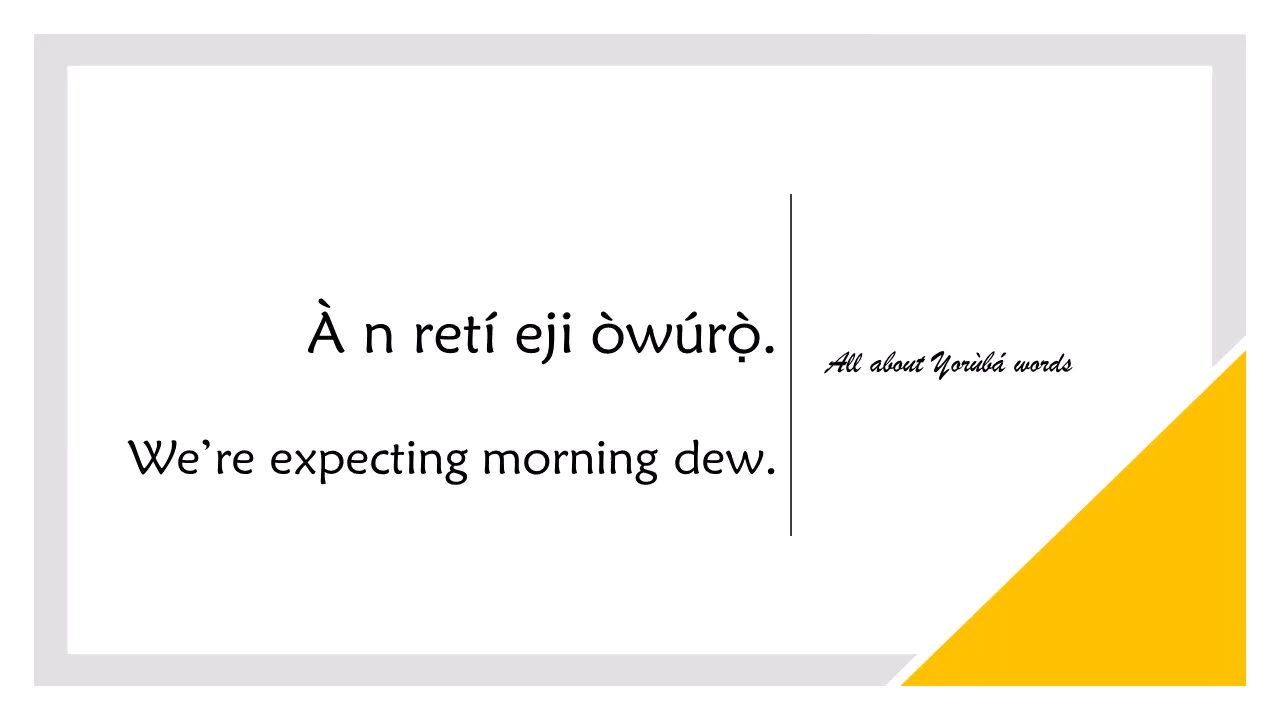 À n retí eji òwúrọ̀.
We’re expecting morning dew.
All about Yorùbá words